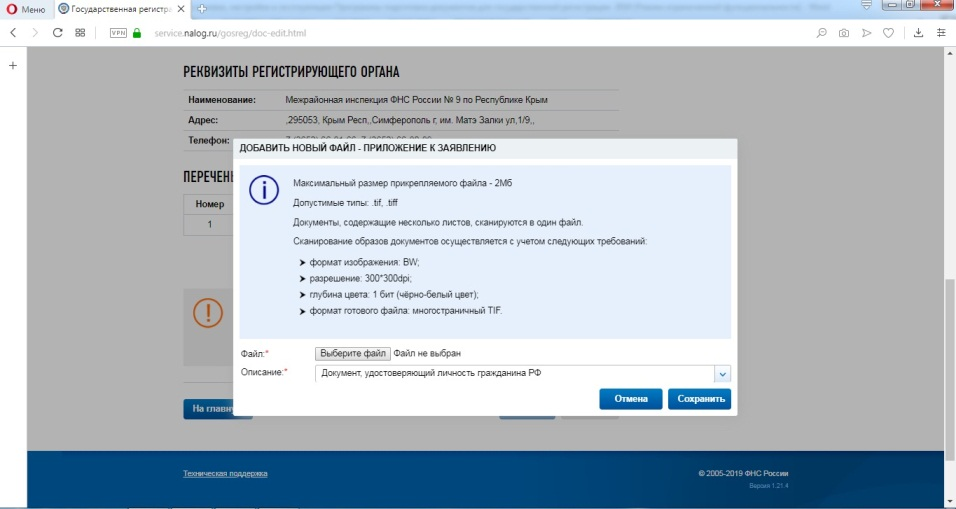 Меню
Государственная регистра
VPN
service.nalog.ru/gosreg/doc-edit.html
РЕКВИЗИТЫ РЕГИСТРИРУЮЩЕГО ОРГАНА
Наименование: Межрайонная инспекция ФНС России № 9 по Республике Крым
Адрес: ,295053, Крым Респ,,Симферополь г, им. Матэ Залки ул,1/9,,
Телефон:
ДОБАВИТЬ НОВЫЙ ФАЙЛ - ПРИЛОЖЕНИЕ К ЗАЯВЛЕНИЮ
ПЕРЕЧЕН
Номер
1
Максимальный размер прикрепляемого файла - 2Мб
Допустимые типы: .tif, .tiff
Документы, содержащие несколько листов, сканируются в один файл.
Сканирование образов документов осуществляется с учетом следующих требований:
➤ формат изображения: BW;
➤ разрешение: 300*300dpi;
➤ глубина цвета: 1 бит (чёрно-белый цвет);
➤ формат готового файла: многостраничный TIF.
Файл:* Выберите файл Файл не выбран
Описание:* Документ, удостоверяющий личность гражданина РФ
Отмена Сохранить
На главн
Техническая поддержка
© 2005-2019 ФНС России
Версия 1.21.4